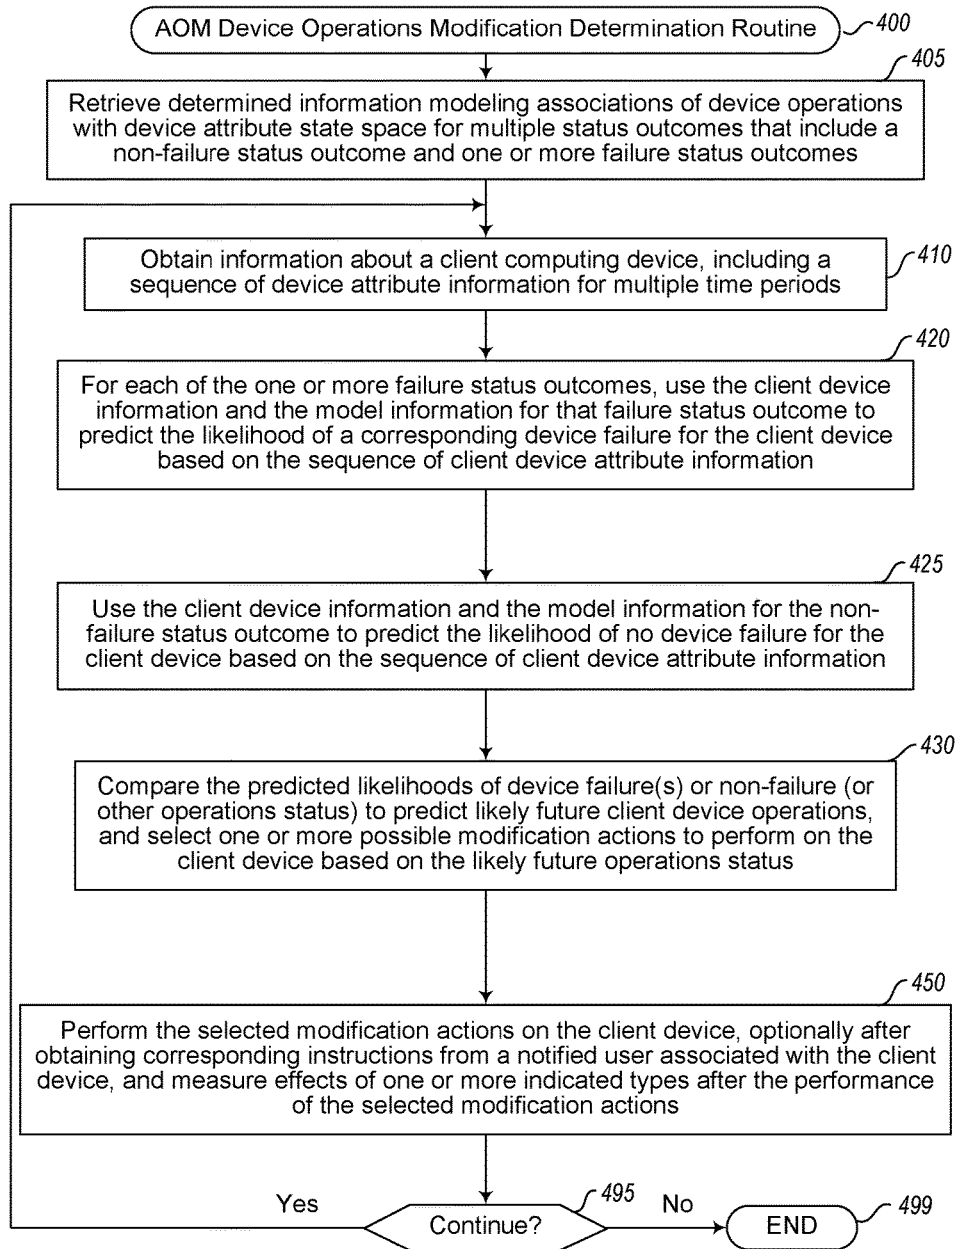 AOM Device Operations Modification Determination Routine
400
405
Retrieve determined information modeling associations of device operations
with device attribute state space for multiple status outcomes that include a
non-failure status outcome and one or more failure status outcomes
410
Obtain information about a client computing device, including a
sequence of device attribute information for multiple time periods
420
For each of the one or more failure status outcomes, use the client device
information and the model information for that failure status outcome to
predict the likelihood of a corresponding device failure for the client device
based on the sequence of client device attribute information
425
Use the client device information and the model information for the non-
failure status outcome to predict the likelihood of no device failure for the
client device based on the sequence of client device attribute information
430
Compare the predicted likelihoods of device failure(s) or non-failure (or
other operations status) to predict likely future client device operations,
and select one or more possible modification actions to perform on the
client device based on the likely future operations status
450
Perform the selected modification actions on the client device, optionally after
obtaining corresponding instructions from a notified user associated with the client
device, and measure effects of one or more indicated types after the performance
of the selected modification actions
495
Yes
Continue?
No
END
499